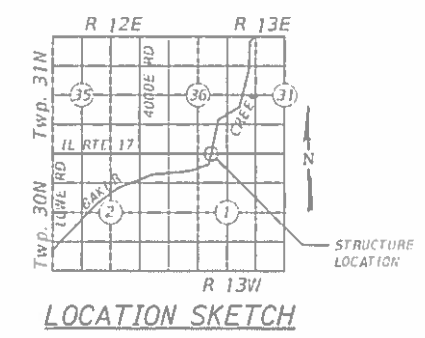 R 12E R 13E
Twp. 31N
4000E RD
35 36 31
CREEK
N
IL RTE 17
LOWE RD
BAKER
Twp. 30N
2 1
STRUCTURE
LOCATION
R 13W
LOCATION SKETCH